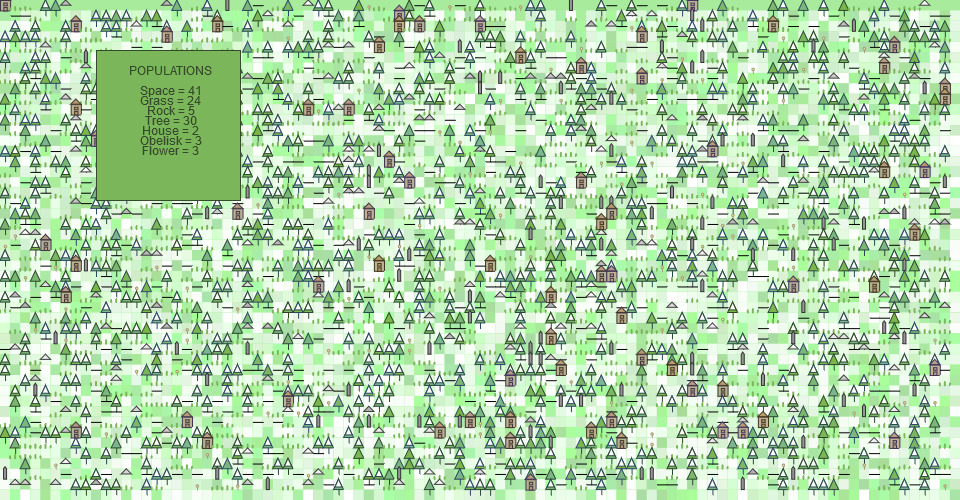 POPULATIONS
Space = 41
Grass = 24
Rock = 5
Tree = 30
House = 2
Obelisk = 3
Flower = 3